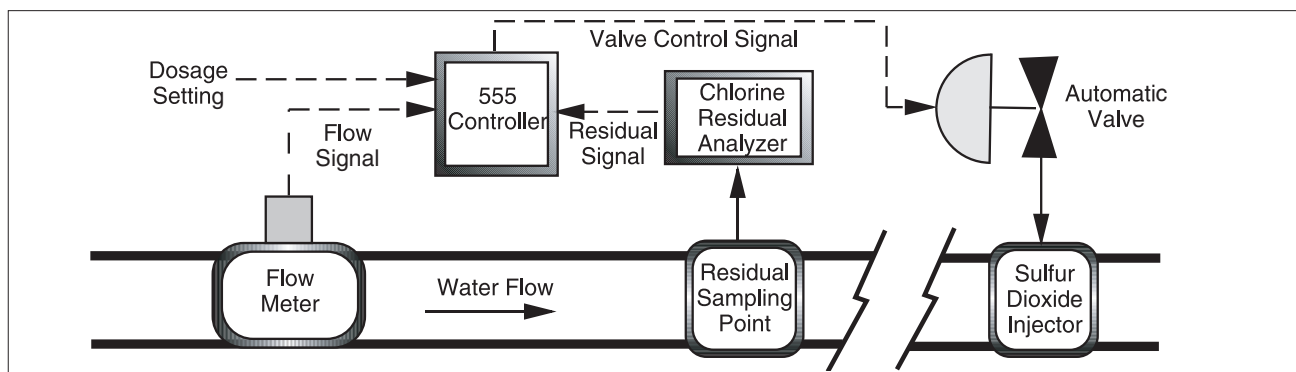 Valve Control Signal
Dosage
Setting
555
Controller
Flow
Signal
Residual
Signal
Chlorine
Residual
Analyzer
Automatic
Valve
Flow
Meter
Water Flow
Residual
Sampling
Point
Sulfur
Dioxide
Injector